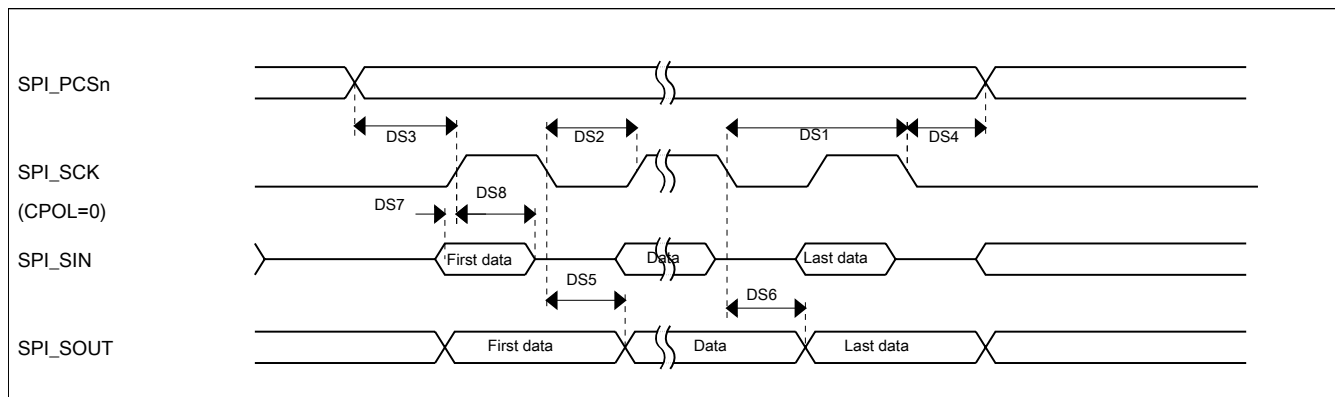 SPI_PCSn
DS3
DS2
DS1
DS4
SPI_SCK
(CPOL=0)
DS7
DS8
SPI_SIN
First data
Data
Last data
DS5
DS6
SPI_SOUT
First data
Data
Last data